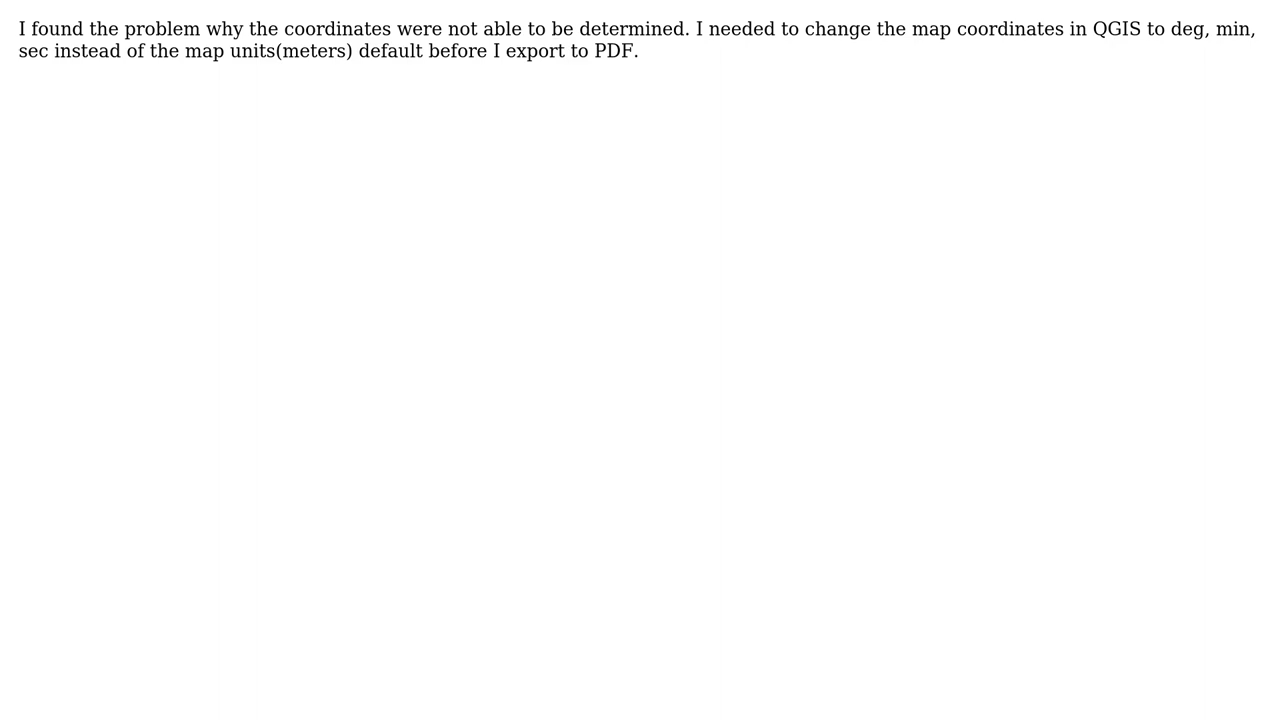 I found the problem why the coordinates were not able to be determined. I needed to change the map coordinates in QGIS to deg, min,
sec instead of the map units(meters) default before I export to PDF.